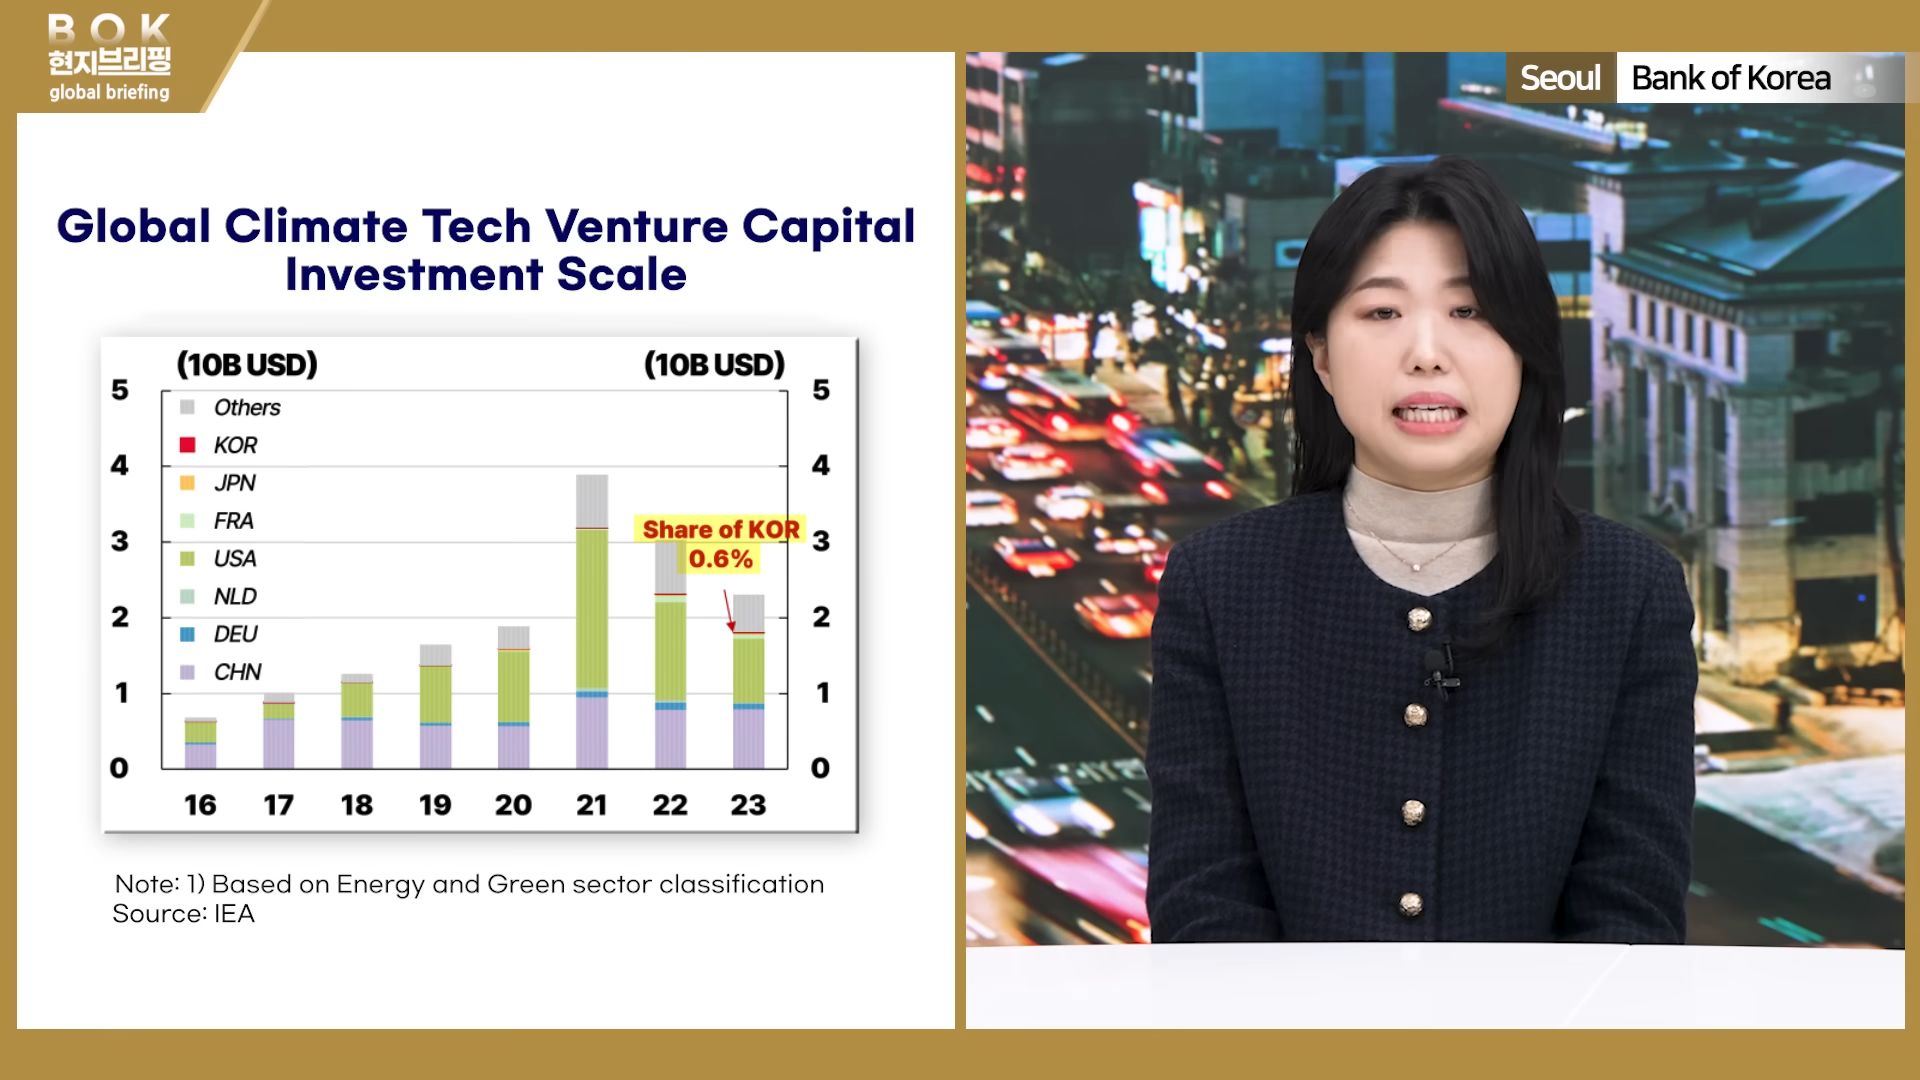 BOK
현지브리핑
global briefing
Seoul
Bank of Korea
Global Climate Tech Venture Capital
Investment Scale
(10B USD)
(10B USD)
5
4
3
2
1
0
Others
KOR
JPN
FRA
USA
NLD
DEU
CHN
Share of KOR
0.6%
5
4
3
2
1
0
16 17 18 19 20 21 22 23
Note: 1) Based on Energy and Green sector classification
Source: IEA